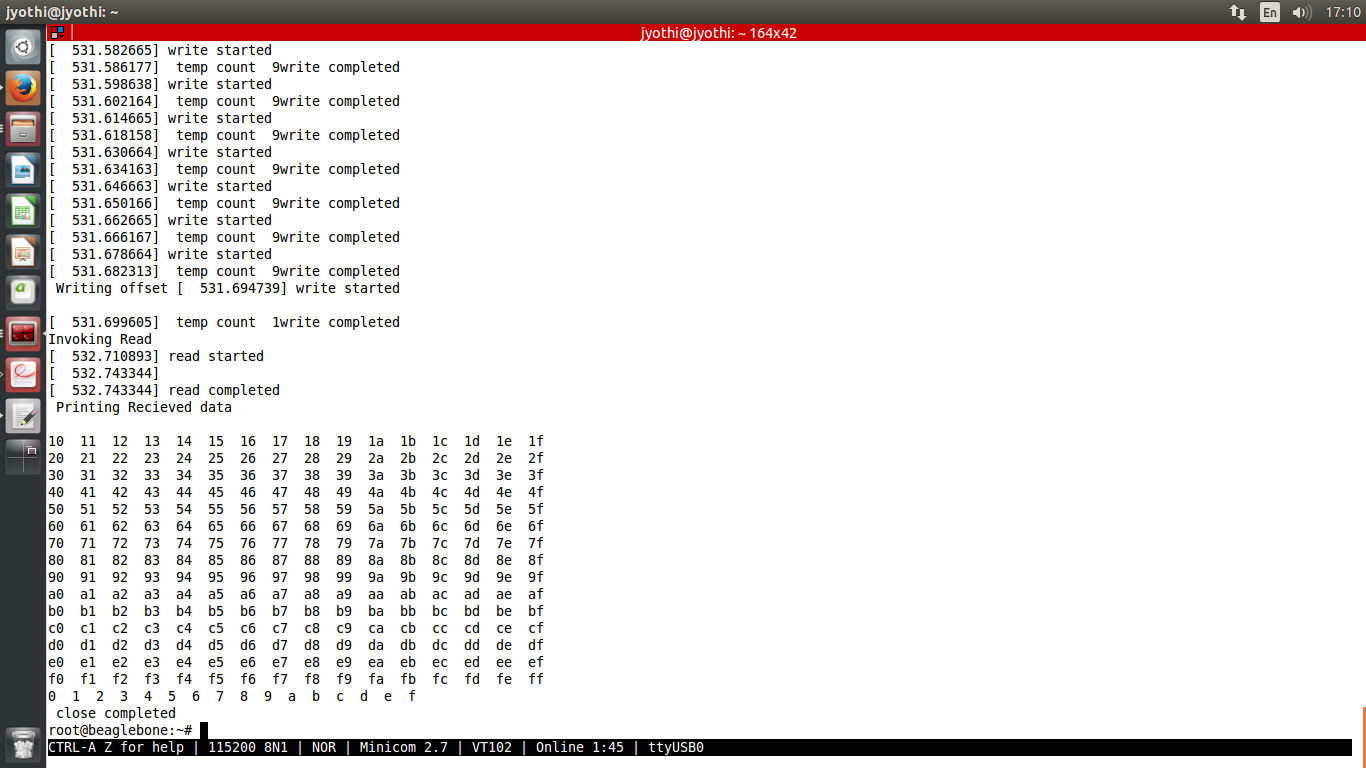 jyothi@jyothi: ~
En
17:10
jyothi@jyothi: ~ 164x42
[  531.582665] write started
[  531.586177]  temp count  9write completed
[  531.598638] write started
[  531.602164]  temp count  9write completed
[  531.614665] write started
[  531.618158]  temp count  9write completed
[  531.630664] write started
[  531.634163]  temp count  9write completed
[  531.646663] write started
[  531.650166]  temp count  9write completed
[  531.662665] write started
[  531.666167]  temp count  9write completed
[  531.678664] write started
[  531.682313]  temp count  9write completed
 Writing offset [  531.694739] write started
[  531.699605]  temp count  1write completed
Invoking Read
[  532.710893] read started
[  532.743344]
[  532.743344] read completed
 Printing Recieved data
10  11  12  13  14  15  16  17  18  19  1a  1b  1c  1d  1e  1f
20  21  22  23  24  25  26  27  28  29  2a  2b  2c  2d  2e  2f
30  31  32  33  34  35  36  37  38  39  3a  3b  3c  3d  3e  3f
40  41  42  43  44  45  46  47  48  49  4a  4b  4c  4d  4e  4f
50  51  52  53  54  55  56  57  58  59  5a  5b  5c  5d  5e  5f
60  61  62  63  64  65  66  67  68  69  6a  6b  6c  6d  6e  6f
70  71  72  73  74  75  76  77  78  79  7a  7b  7c  7d  7e  7f
80  81  82  83  84  85  86  87  88  89  8a  8b  8c  8d  8e  8f
90  91  92  93  94  95  96  97  98  99  9a  9b  9c  9d  9e  9f
a0  a1  a2  a3  a4  a5  a6  a7  a8  a9  aa  ab  ac  ad  ae  af
b0  b1  b2  b3  b4  b5  b6  b7  b8  b9  ba  bb  bc  bd  be  bf
c0  c1  c2  c3  c4  c5  c6  c7  c8  c9  ca  cb  cc  cd  ce  cf
d0  d1  d2  d3  d4  d5  d6  d7  d8  d9  da  db  dc  dd  de  df
e0  e1  e2  e3  e4  e5  e6  e7  e8  e9  ea  eb  ec  ed  ee  ef
f0  f1  f2  f3  f4  f5  f6  f7  f8  f9  fa  fb  fc  fd  fe  ff
0  1  2  3  4  5  6  7  8  9  a  b  c  d  e  f
 close completed
root@beaglebone:~#
CTRL-A Z for help | 115200 8N1 | NOR | Minicom 2.7 | VT102 | Online 1:45 | ttyUSB0